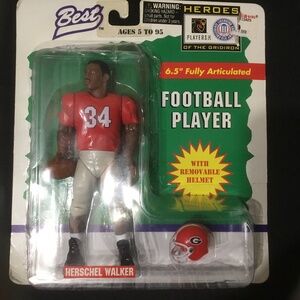 Best
AGES 5 TO 95
WARNING:
HEROES
PLAYERS
OF THE GRIDIRON
6.5" Fully Articulated
FOOTBALL
PLAYER
WITH
REMOVABLE
HELMET
34
G
HERSCHEL WALKER